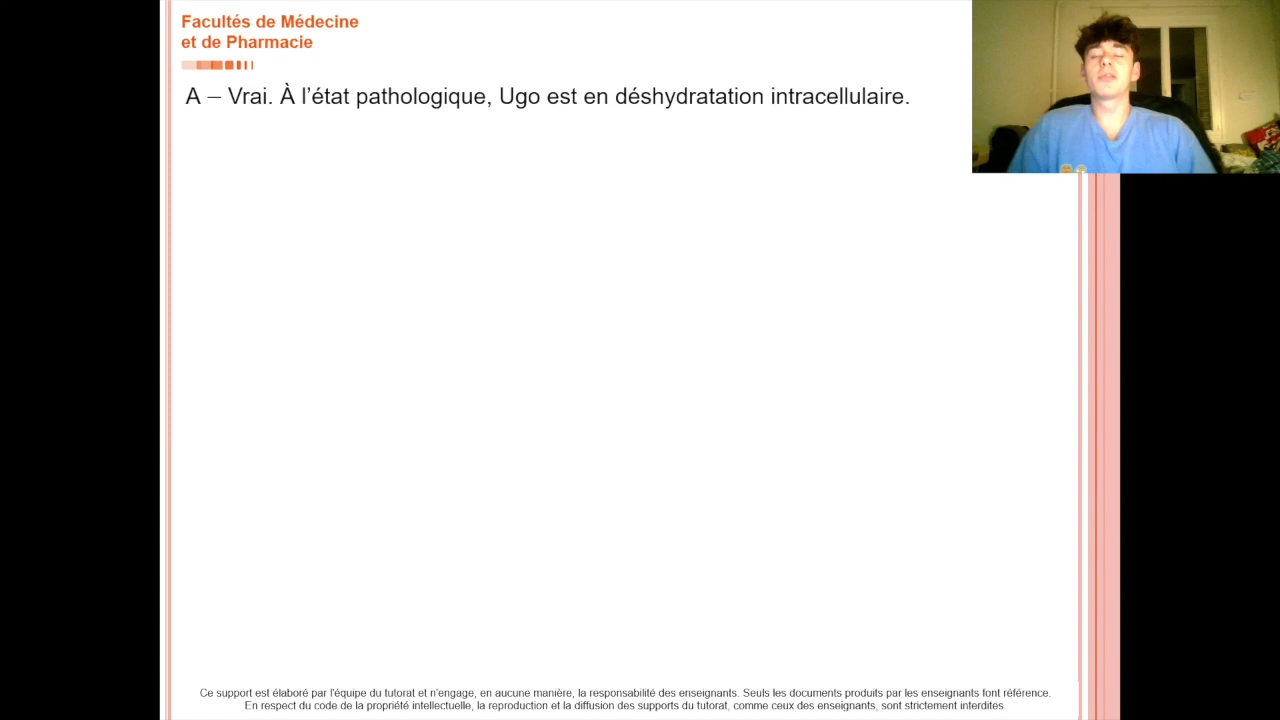 Facultés de Médecine
et de Pharmacie
A – Vrai. À l’état pathologique, Ugo est en déshydratation intracellulaire.
Ce support est élaboré par l'équipe du tutorat et n'engage, en aucune manière, la responsabilité des enseignants. Seuls les documents produits par les enseignants font référence.
En respect du code de la propriété intellectuelle, la reproduction et la diffusion des supports du tutorat, comme ceux des enseignants, sont strictement interdites.